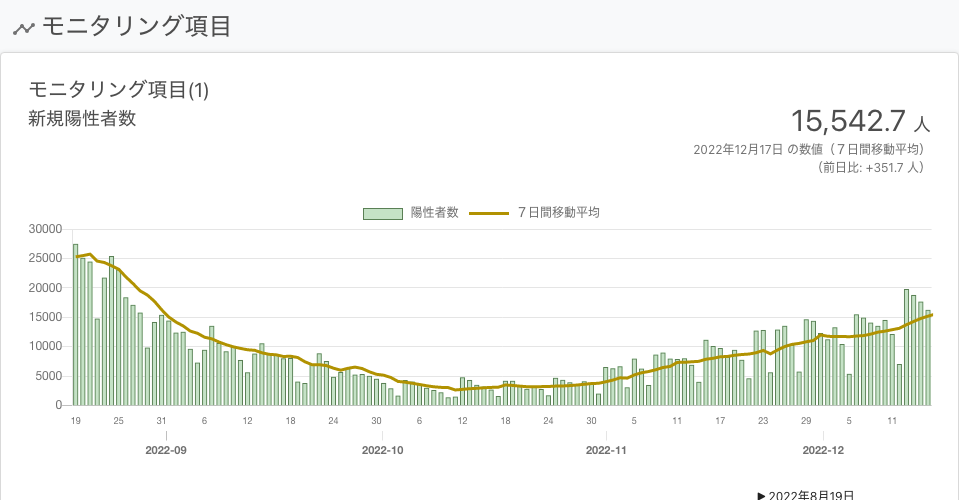 モニタリング項目
モニタリング項目(1)
新規陽性者数
15,542.7 人
2022年12月17日 の数値（７日間移動平均）
（前日比: +351.7 人）
陽性者数 ７日間移動平均
30000
25000
20000
15000
10000
5000
0
19 25 31 6 12 18 24 30 6 12 18 24 30 5 11 17 23 29 5 11
2022-09 2022-10 2022-11 2022-12
▶ 2022年8月19日